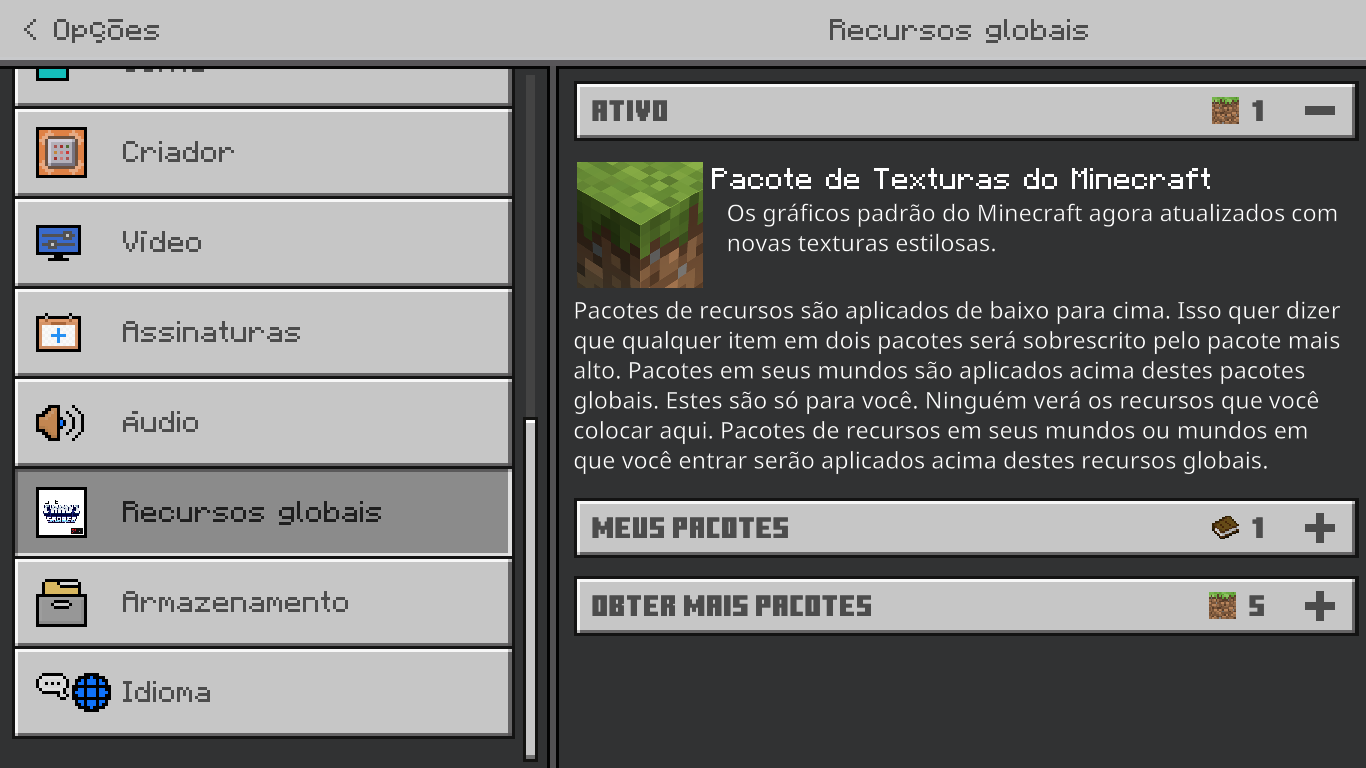 Opções
Recursos globais
Criador
Vídeo
Assinaturas
Áudio
Recursos globais
Armazenamento
Idioma
ATIVO 1
Pacote de Texturas do Minecraft
Os gráficos padrão do Minecraft agora atualizados com
novas texturas estilosas.
Pacotes de recursos são aplicados de baixo para cima. Isso quer dizer
que qualquer item em dois pacotes será sobrescrito pelo pacote mais
alto. Pacotes em seus mundos são aplicados acima destes pacotes
globais. Estes são só para você. Ninguém verá os recursos que você
colocar aqui. Pacotes de recursos em seus mundos ou mundos em
que você entrar serão aplicados acima destes recursos globais.
MEUS PACOTES 1
OBTER MAIS PACOTES 5